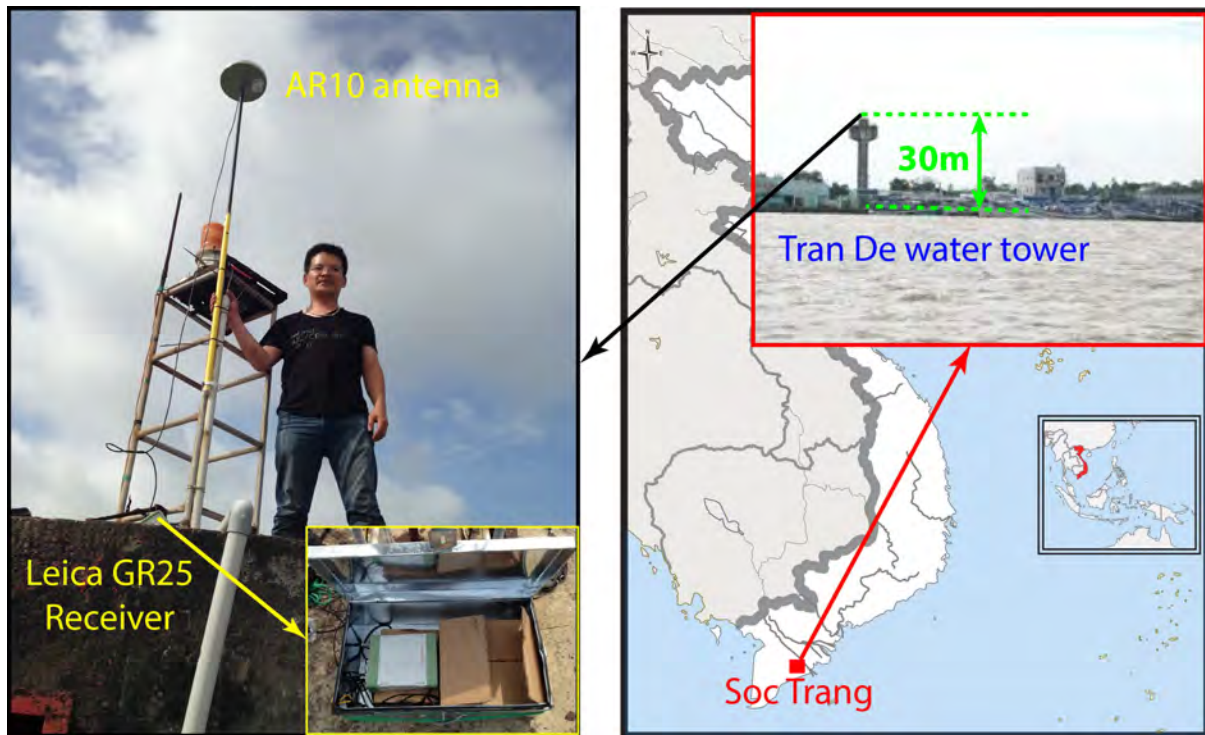 AR10 antenna
Leica GR25
Receiver
N
W
E
S
30m
Tran De water tower
Soc Trang